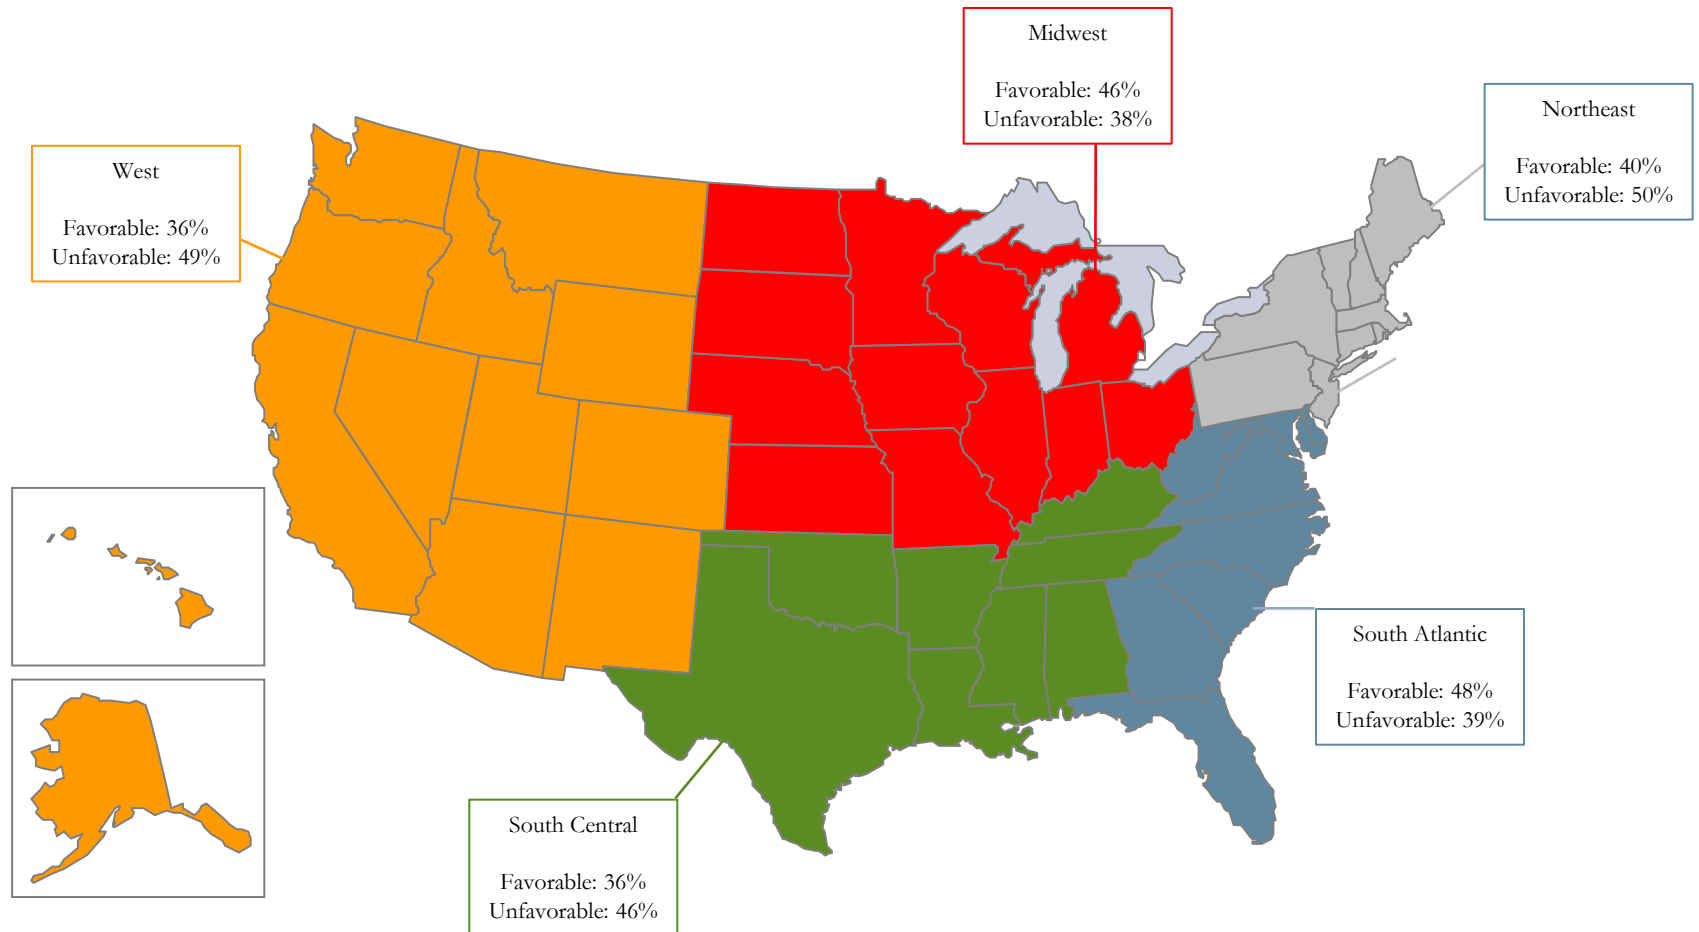 Midwest
Favorable: 46%
Unfavorable: 38%
Northeast
Favorable: 40%
Unfavorable: 50%
West
Favorable: 36%
Unfavorable: 49%
South Atlantic
Favorable: 48%
Unfavorable: 39%
South Central
Favorable: 36%
Unfavorable: 46%